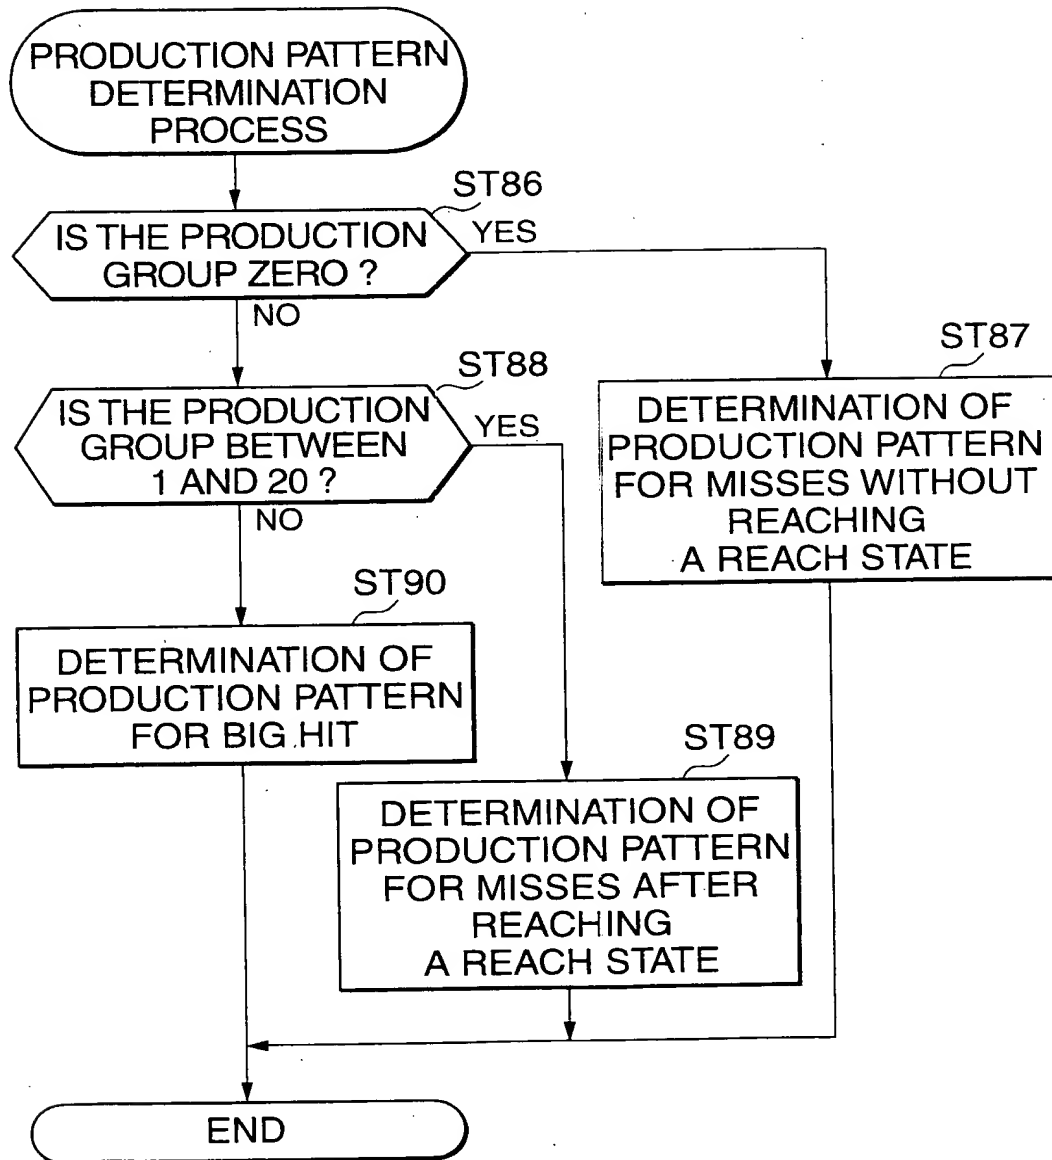 PRODUCTION PATTERN
DETERMINATION
PROCESS
ST86
IS THE PRODUCTION
GROUP ZERO ?
YES
NO
ST87
DETERMINATION OF
PRODUCTION PATTERN
FOR MISSES WITHOUT
REACHING
A REACH STATE
ST88
IS THE PRODUCTION
GROUP BETWEEN
1 AND 20 ?
YES
NO
ST90
DETERMINATION OF
PRODUCTION PATTERN
FOR BIG HIT
ST89
DETERMINATION OF
PRODUCTION PATTERN
FOR MISSES AFTER
REACHING
A REACH STATE
END